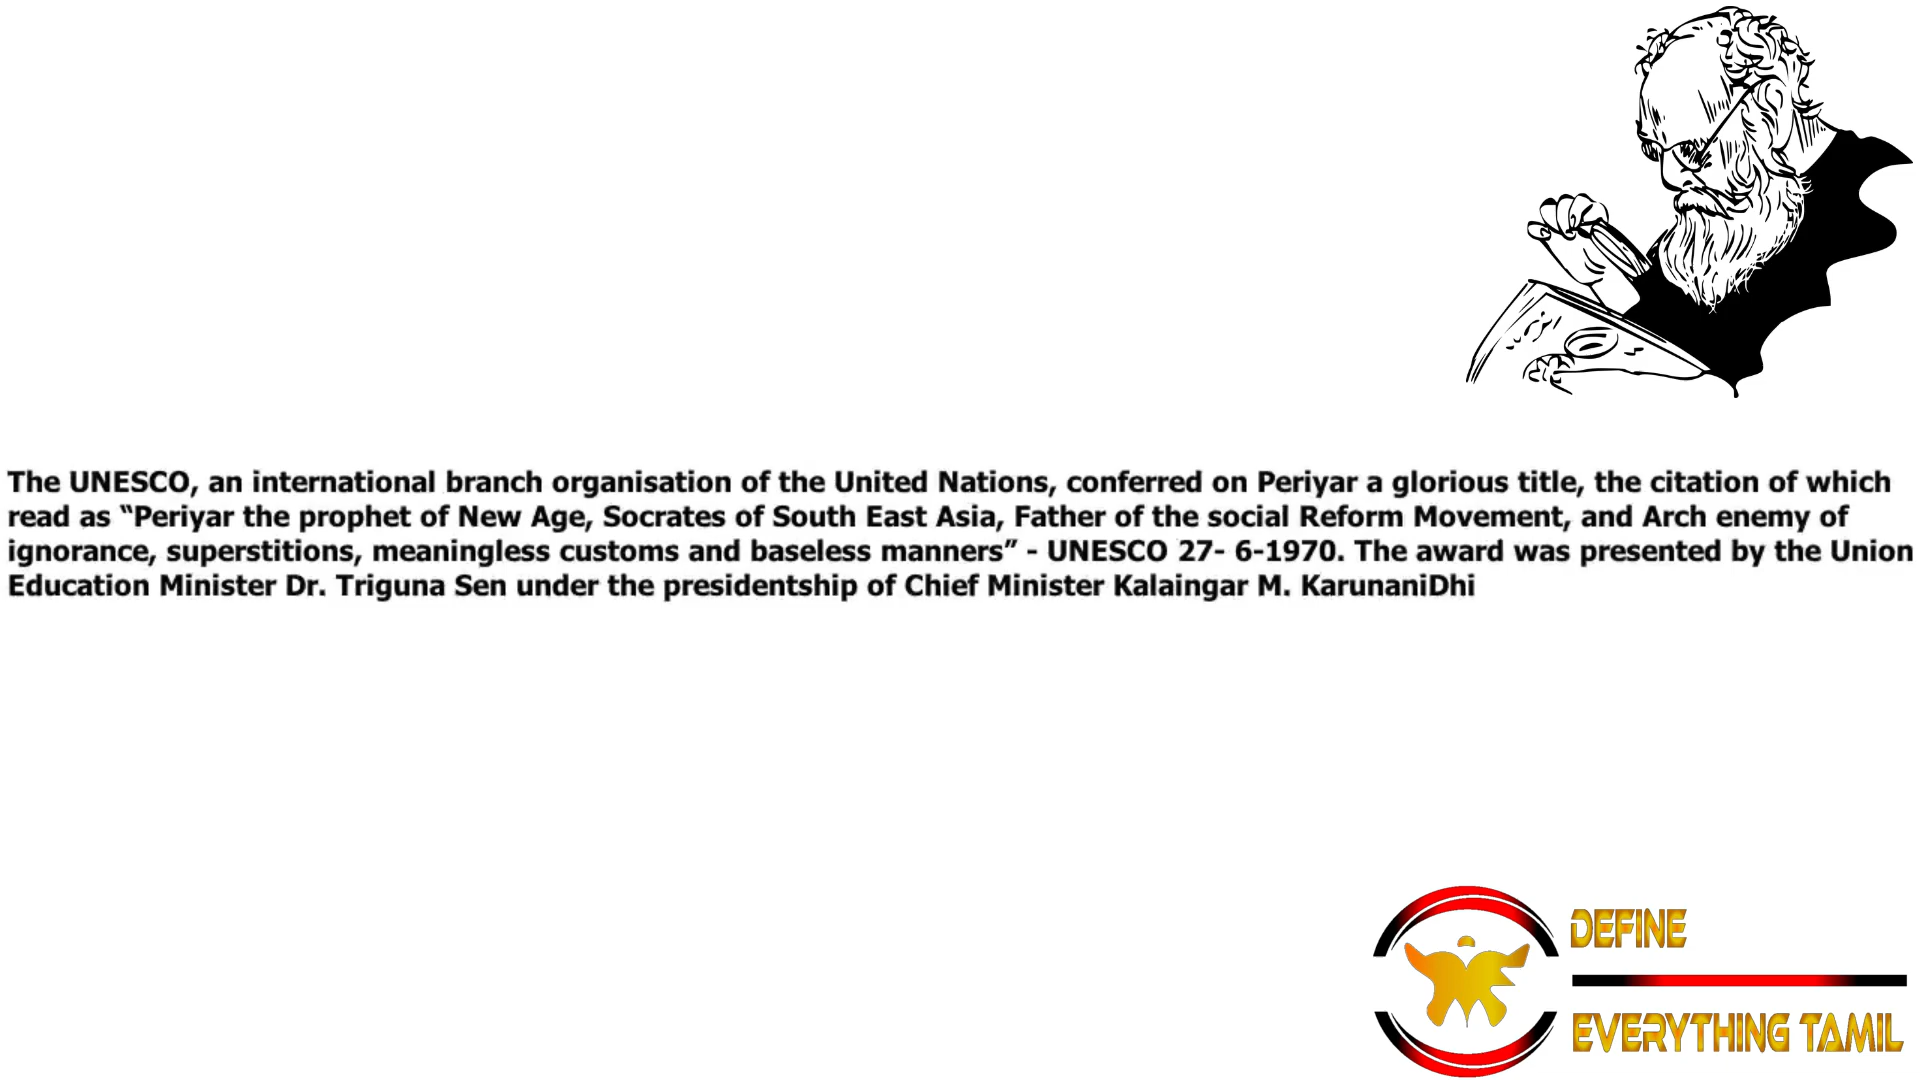 The UNESCO, an international branch organisation of the United Nations, conferred on Periyar a glorious title, the citation of which
read as “Periyar the prophet of New Age, Socrates of South East Asia, Father of the social Reform Movement, and Arch enemy of
ignorance, superstitions, meaningless customs and baseless manners” - UNESCO 27- 6-1970. The award was presented by the Union
Education Minister Dr. Triguna Sen under the presidentship of Chief Minister Kalaingar M. KarunaniDhi
DEFINE
EVERYTHING TAMIL